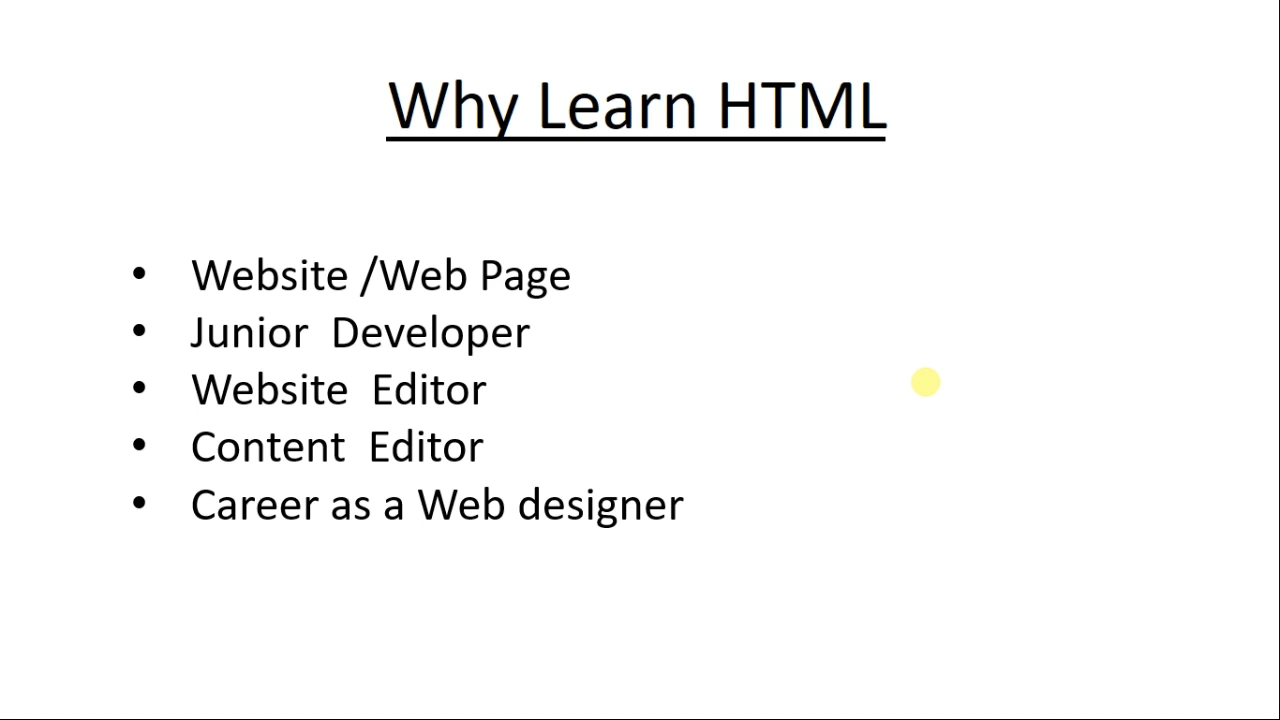 Why Learn HTML
• Website /Web Page
• Junior  Developer
• Website  Editor
• Content  Editor
• Career as a Web designer